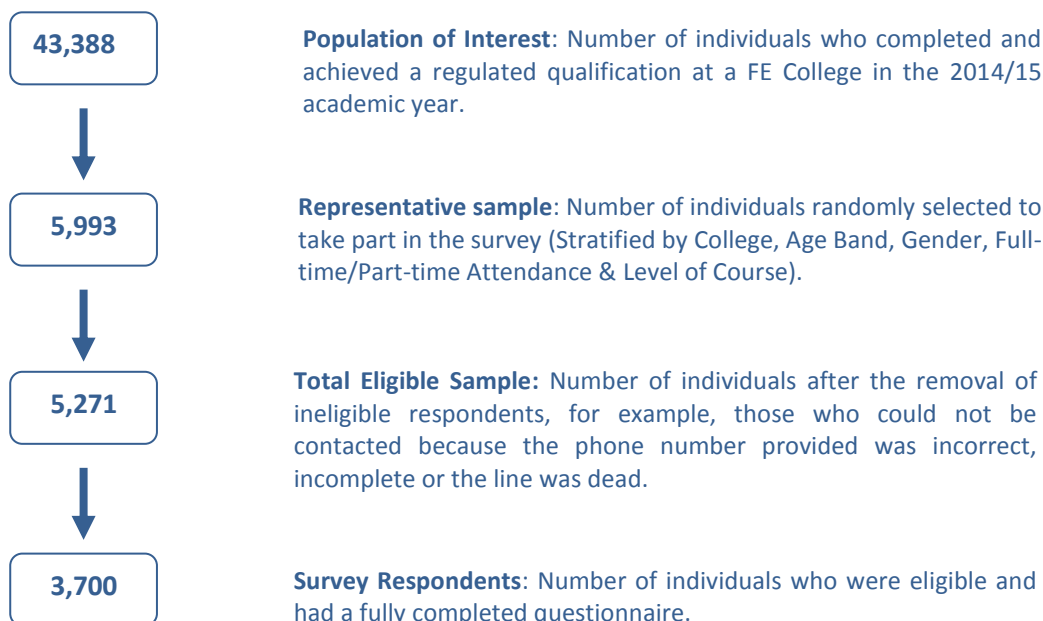 43,388
Population of Interest: Number of individuals who completed and
achieved a regulated qualification at a FE College in the 2014/15
academic year.
5,993
Representative sample: Number of individuals randomly selected to
take part in the survey (Stratified by College, Age Band, Gender, Full-
time/Part-time Attendance & Level of Course).
5,271
Total Eligible Sample: Number of individuals after the removal of
ineligible respondents, for example, those who could not be
contacted because the phone number provided was incorrect,
incomplete or the line was dead.
3,700
Survey Respondents: Number of individuals who were eligible and
had a fully completed questionnaire.